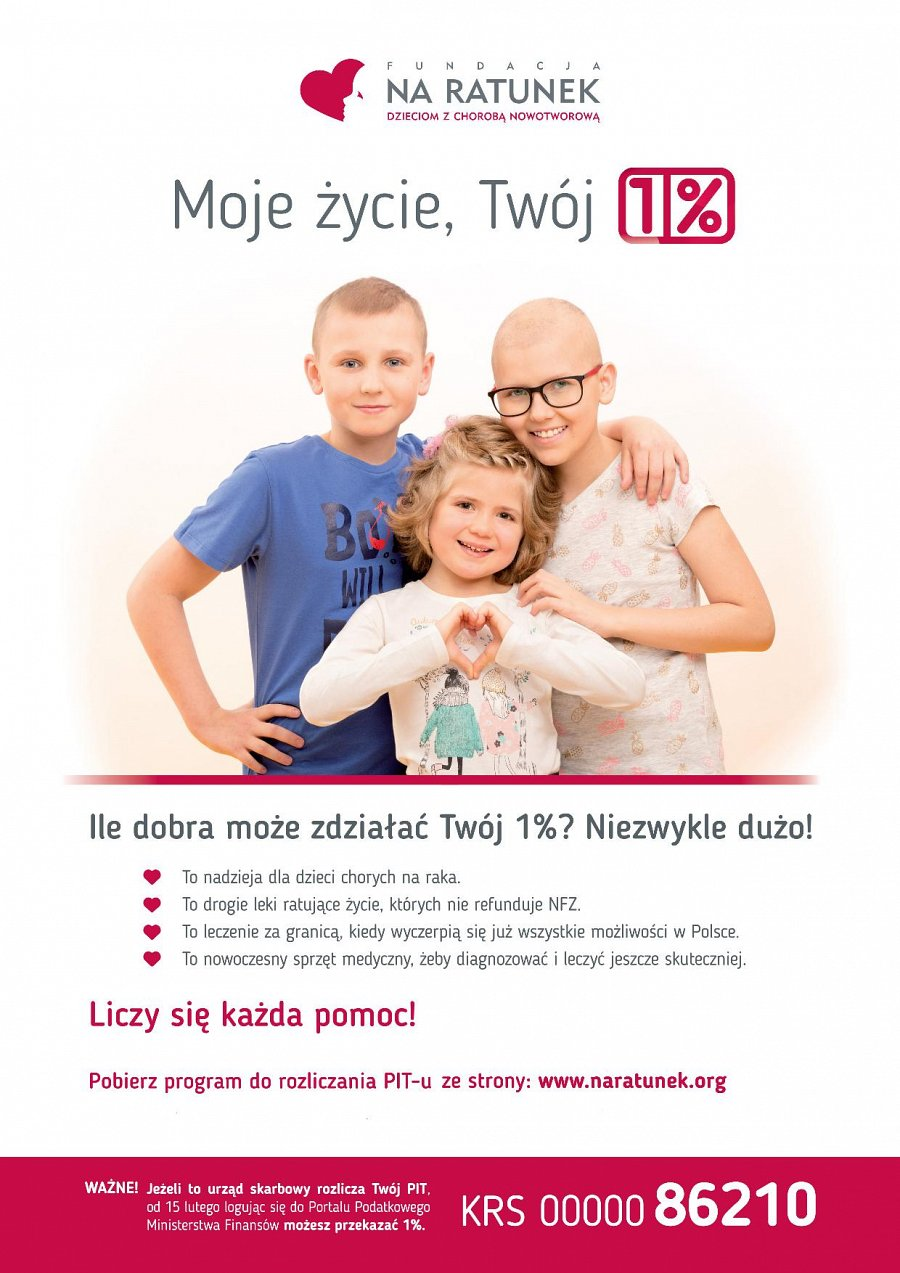 FUNDACJA
NA RATUNEK
DZIECIOM Z CHOROBĄ NOWOTWOROWĄ
Moje życie, Twój 1%
BO
WILL
Ile dobra może zdziałać Twój 1%? Niezwykle dużo!
To nadzieja dla dzieci chorych na raka.
To drogie leki ratujące życie, których nie refunduje NFZ.
To leczenie za granicą, kiedy wyczerpią się już wszystkie możliwości w Polsce.
To nowoczesny sprzęt medyczny, żeby diagnozować i leczyć jeszcze skuteczniej.
Liczy się każda pomoc!
Pobierz program do rozliczania PIT-u ze strony: www.naratunek.org
WAŻNE! Jeżeli to urząd skarbowy rozlicza Twój PIT,
od 15 lutego logując się do Portalu Podatkowego
Ministerstwa Finansów możesz przekazać 1%.
KRS 00000 86210